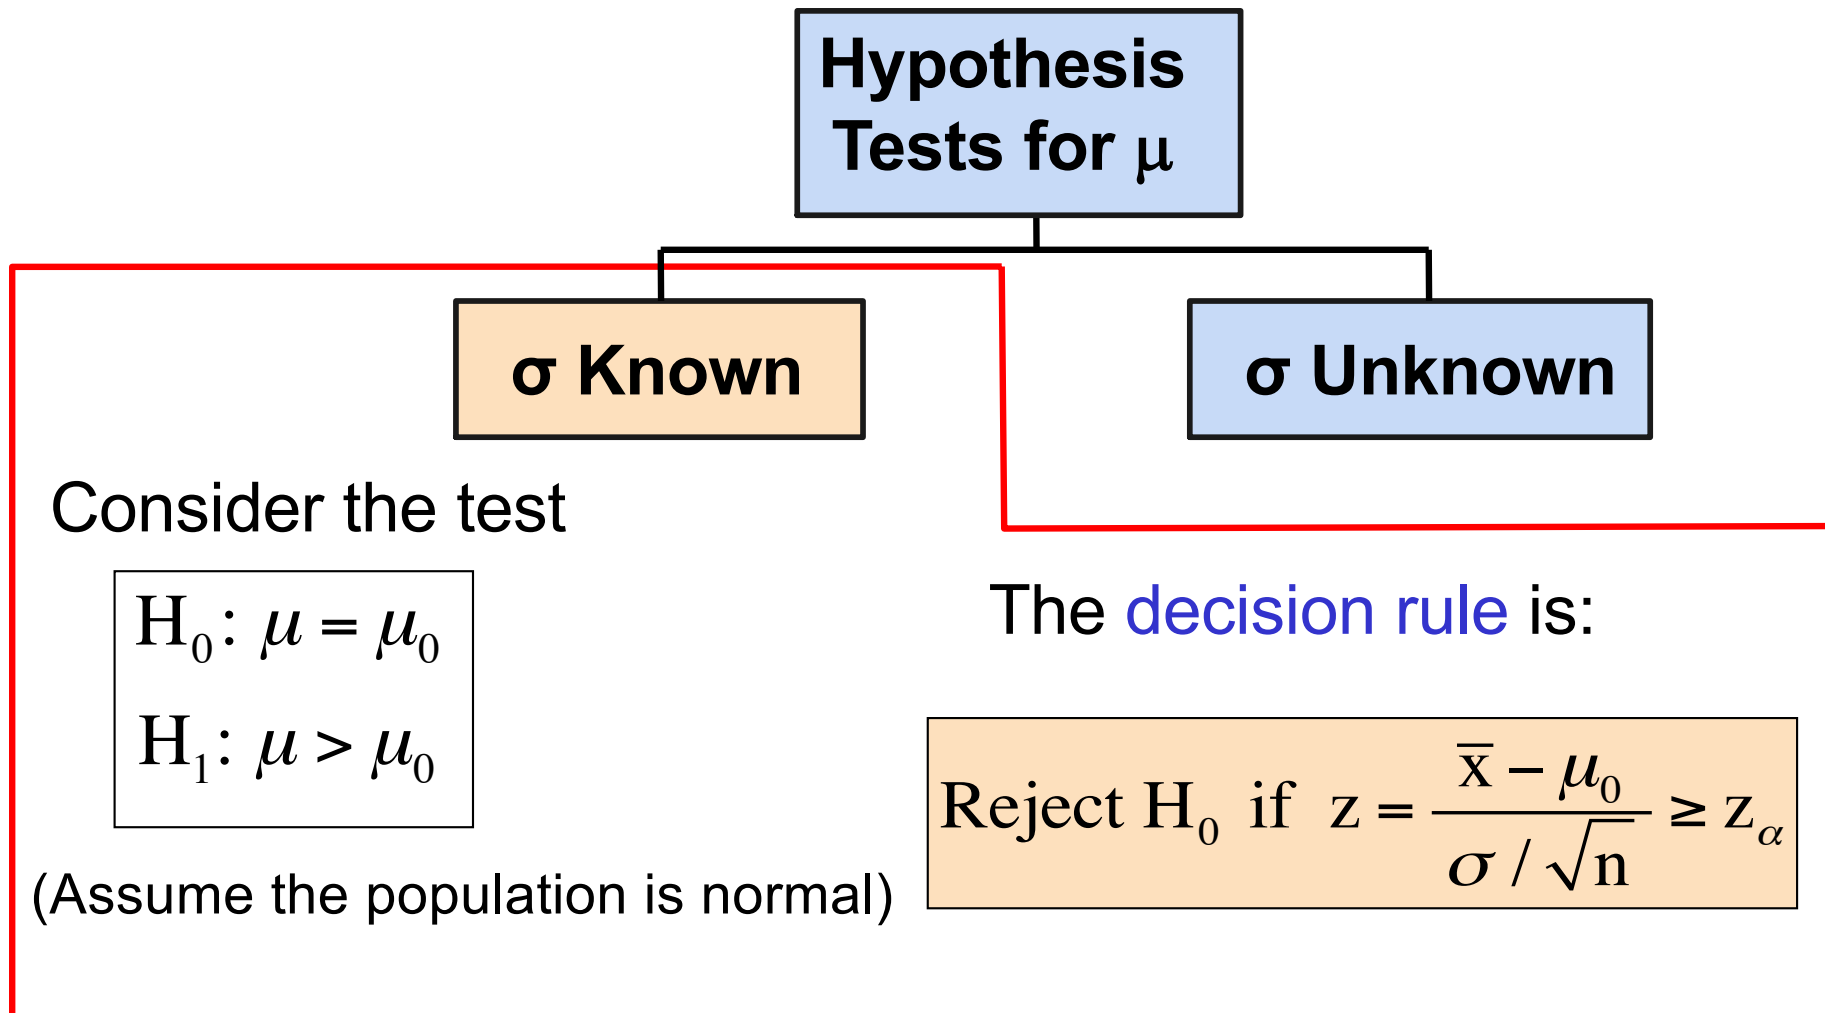 Hypothesis
Tests for μ
σ Known
σ Unknown
Consider the test
H₀: μ = μ₀
H₁: μ > μ₀
(Assume the population is normal)
The decision rule is:
Reject H₀ if z = (x̅ − μ₀) / (σ / √n) ≥ z_α